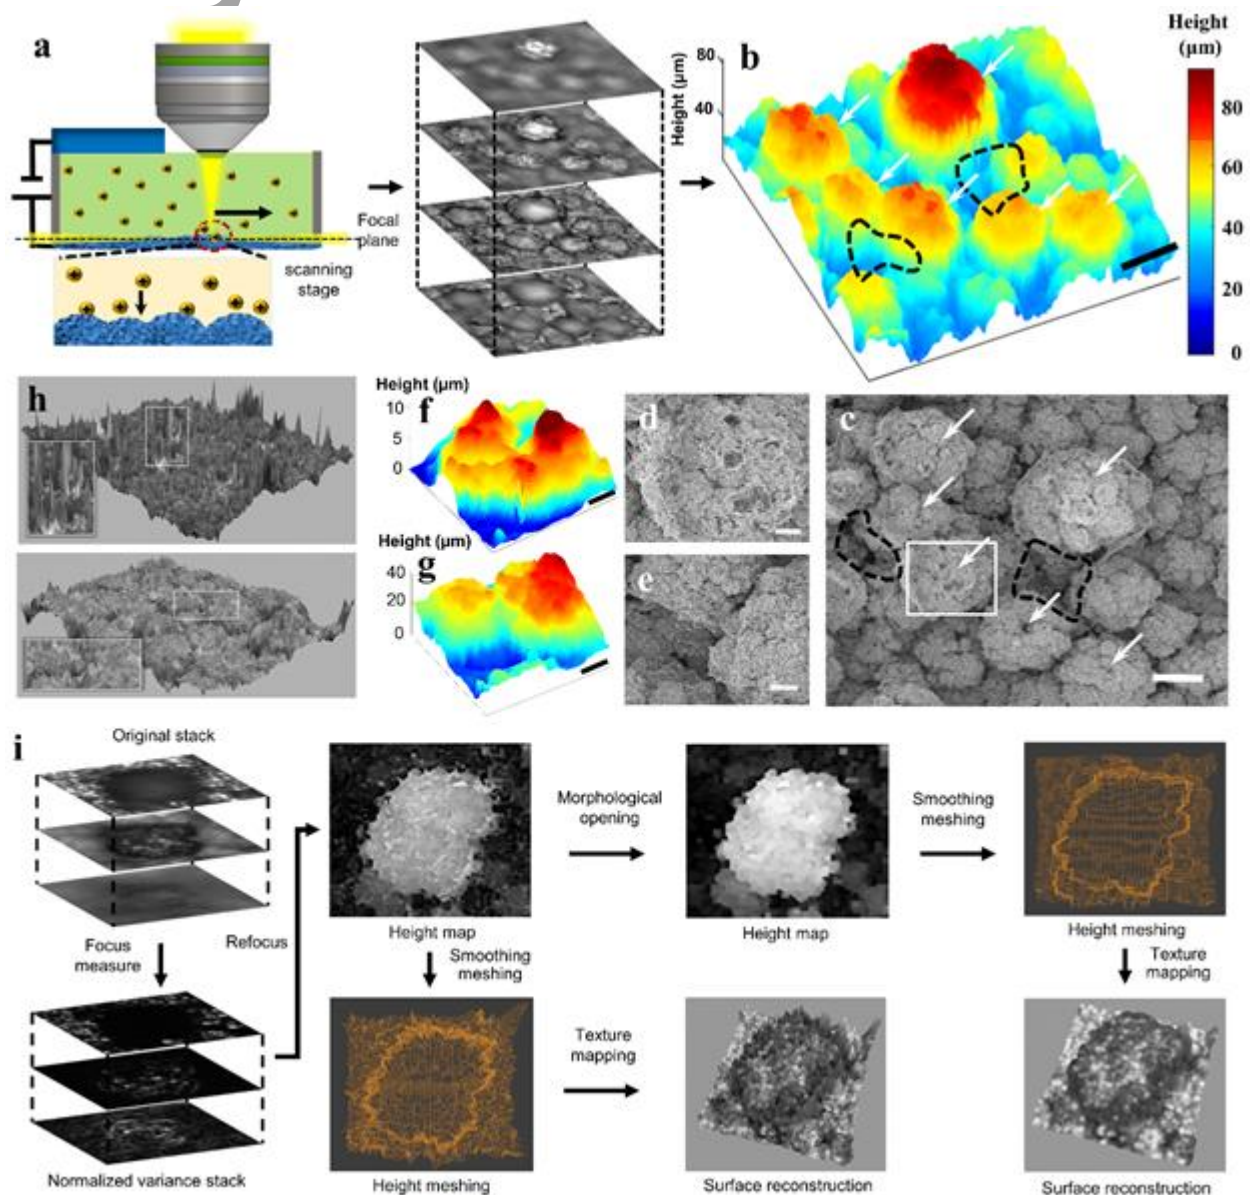 a
Focal
plane
scanning
stage
Height (μm)
80
40
b
Height
(μm)
80
60
40
20
0
h
Height (μm)
10
5
0
f
Height (μm)
40
20
0
g
d
e
c
i
Original stack
Focus
measure
Refocus
Normalized variance stack
Height map
Morphological
opening
Height map
Smoothing
meshing
Height meshing
Smoothing
meshing
Texture
mapping
Height meshing
Texture
mapping
Surface reconstruction
Surface reconstruction